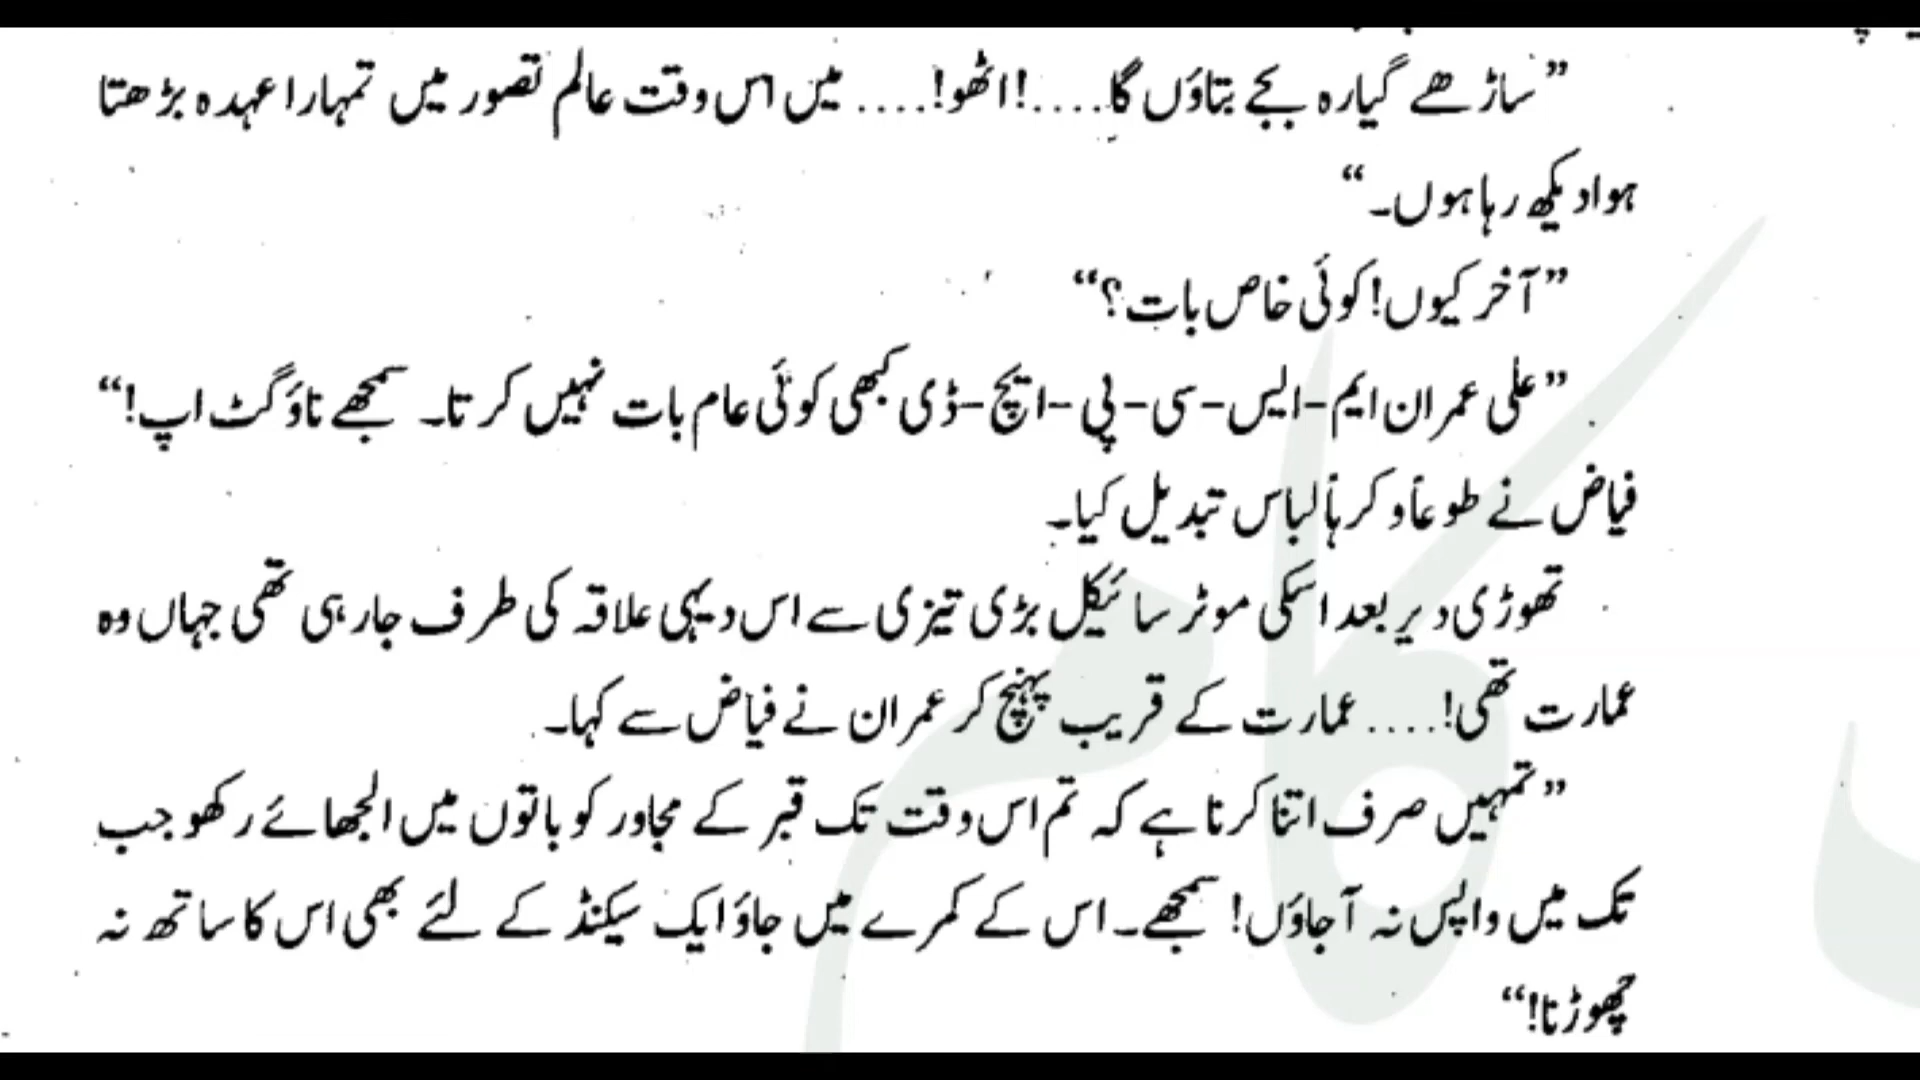 ”ساڑھے گیارہ بجے بتاؤں گا....!اٹھو!.... میں اس وقت عالم تصور میں تمہارا عہدہ بڑھتا
ہوا دیکھ رہا ہوں۔“
”آخر کیوں! کوئی خاص بات؟“
”علی عمران ایم-ایس-سی-پی-ایچ-ڈی کبھی کوئی عام بات نہیں کرتا۔ سمجھے ناؤ گٹ اپ!“
فیاض نے طوعاً و کرہاً لباس تبدیل کیا۔
تھوڑی دیر بعد اسکی موٹر سائیکل بڑی تیزی سے اس دیہی علاقہ کی طرف جارہی تھی جہاں وہ
عمارت تھی!.... عمارت کے قریب پہنچ کر عمران نے فیاض سے کہا۔
”تمہیں صرف اتنا کرنا ہے کہ تم اس وقت تک قبر کے مجاور کو باتوں میں الجھائے رکھو جب
تک میں واپس نہ آجاؤں! سمجھے۔ اس کے کمرے میں جاؤ ایک سیکنڈ کے لئے بھی اس کا ساتھ نہ
چھوڑنا!“